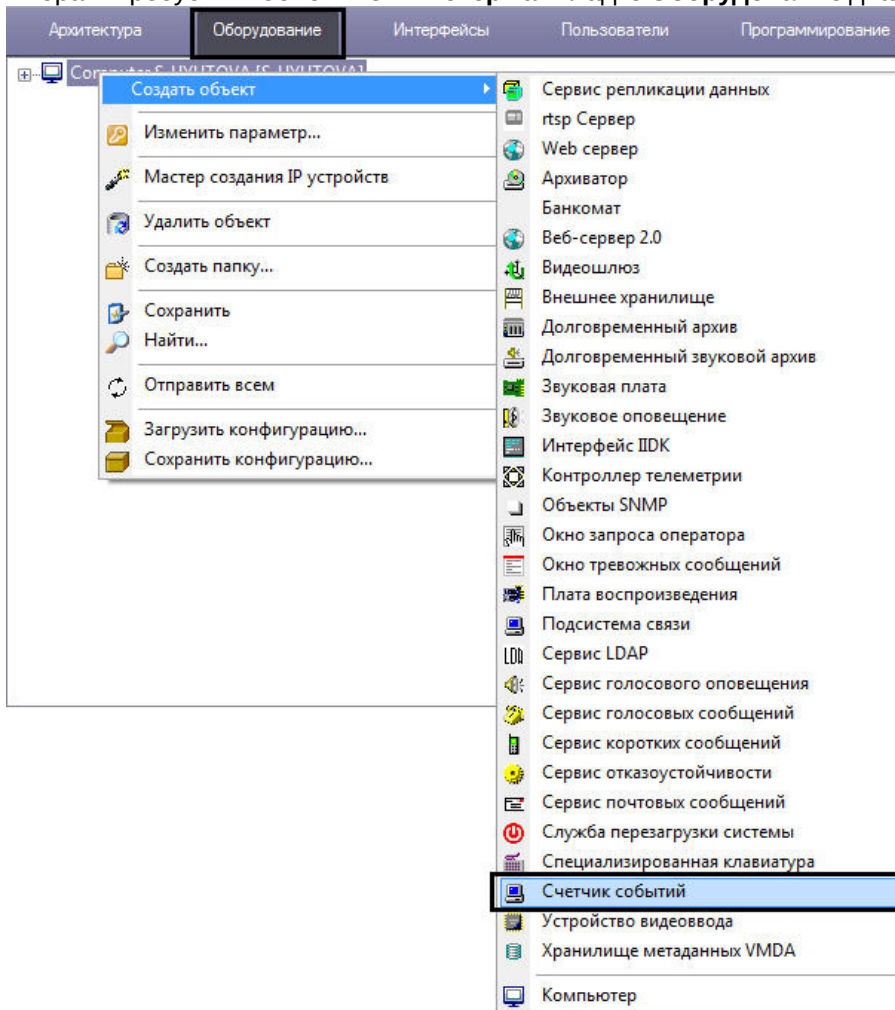 Архитектура Оборудование Интерфейсы Пользователи Программирование
Создать объект
Изменить параметр...
Мастер создания IP устройств
Удалить объект
Создать папку...
Сохранить
Найти...
Отправить всем
Загрузить конфигурацию...
Сохранить конфигурацию...
Сервис репликации данных
rtsp Сервер
Web сервер
Архиватор
Банкомат
Веб-сервер 2.0
Видеошлюз
Внешнее хранилище
Долговременный архив
Долговременный звуковой архив
Звуковая плата
Звуковое оповещение
Интерфейс IIDK
Контроллер телеметрии
Объекты SNMP
Окно запроса оператора
Окно тревожных сообщений
Плата воспроизведения
Подсистема связи
Сервис LDAP
Сервис голосового оповещения
Сервис голосовых сообщений
Сервис коротких сообщений
Сервис отказоустойчивости
Сервис почтовых сообщений
Служба перезагрузки системы
Специализированная клавиатура
Счетчик событий
Устройство видеоввода
Хранилище метаданных VMDA
Компьютер